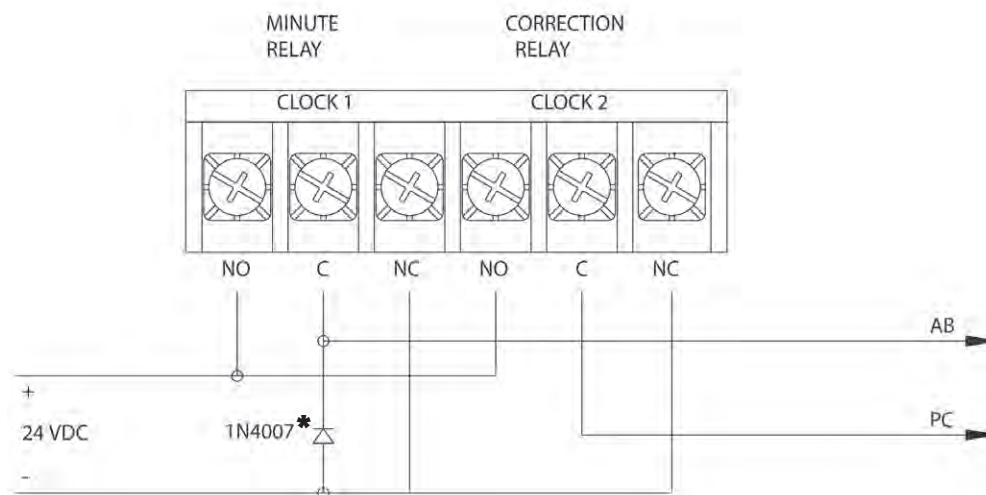 MINUTE
RELAY
CORRECTION
RELAY
CLOCK 1
CLOCK 2
NO
C
NC
NO
C
NC
AB
+
24 VDC
1N4007*
PC
-